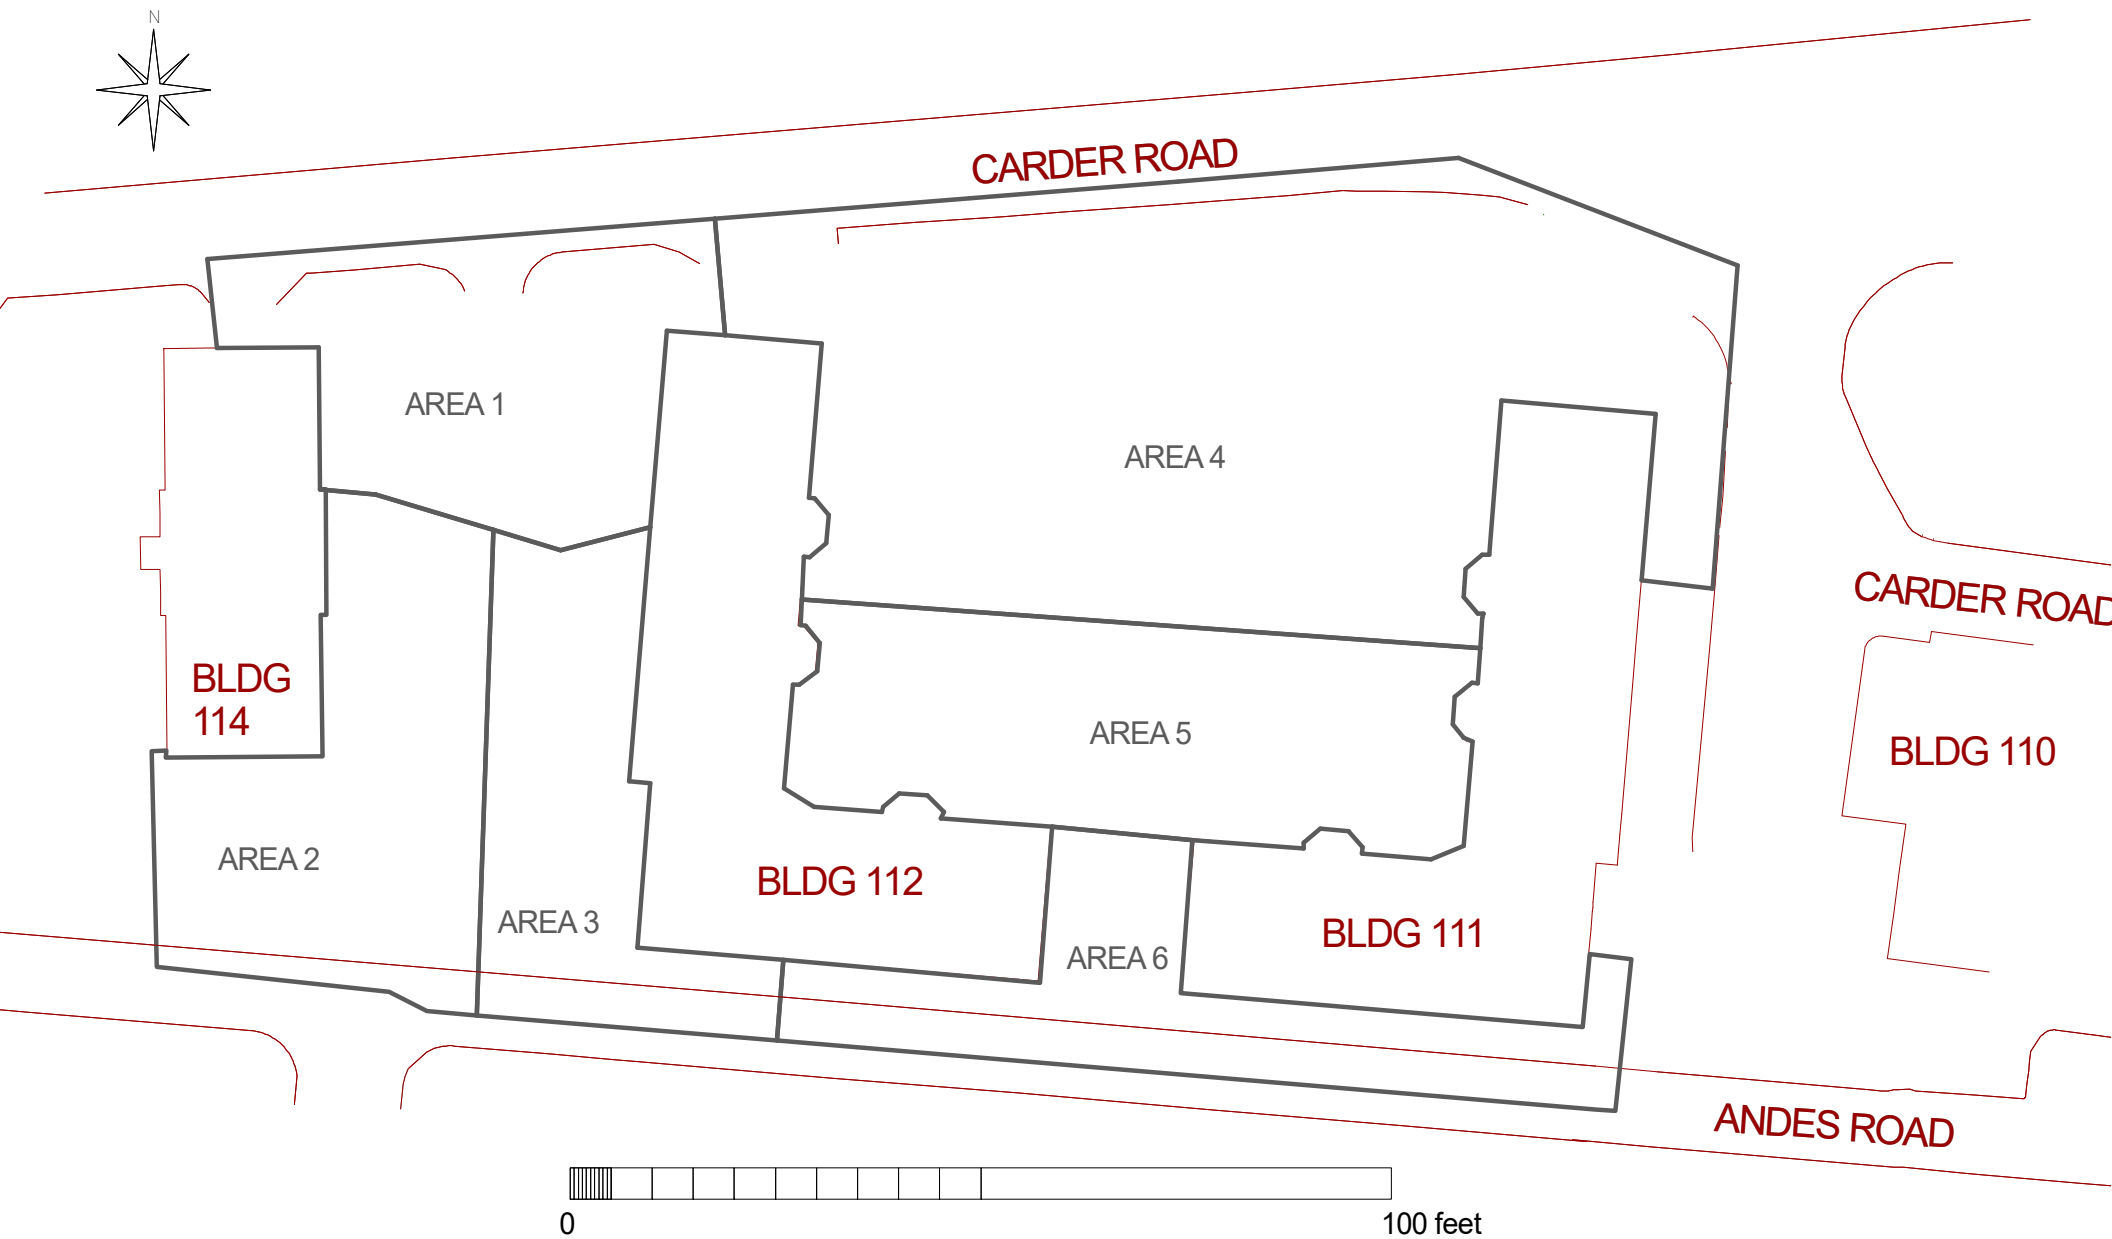 N
CARDER ROAD
AREA 1
AREA 4
CARDER ROAD
BLDG
114
AREA 5
BLDG 110
AREA 2
BLDG 112
AREA 3
BLDG 111
AREA 6
ANDES ROAD
0
100 feet